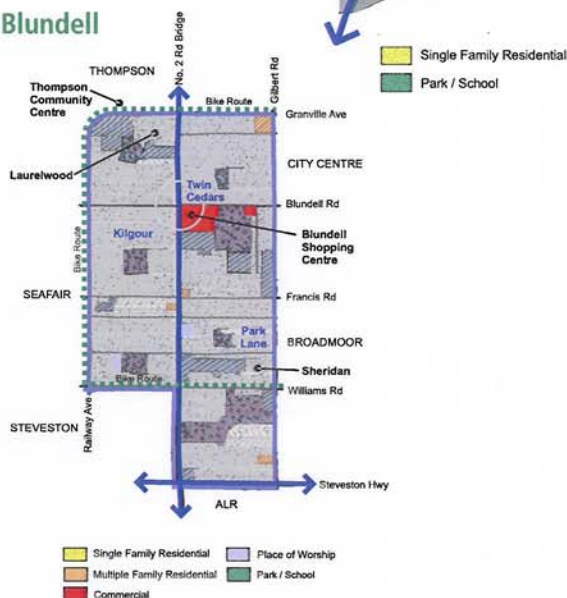 Blundell
Single Family Residential
Park / School
THOMPSON
No. 2 Rd Bridge
Gilbert Rd
Thompson
Community
Centre
Bike Route
Granville Ave
Laurelwood
CITY CENTRE
Twin
Cedars
Blundell Rd
Kilgour
Blundell
Shopping
Centre
Bike Route
SEAFAIR
Francis Rd
Park
Lane
BROADMOOR
Sheridan
Bike Route
Williams Rd
Railway Ave
STEVESTON
Steveston Hwy
ALR
Single Family Residential
Place of Worship
Multiple Family Residential
Park / School
Commercial